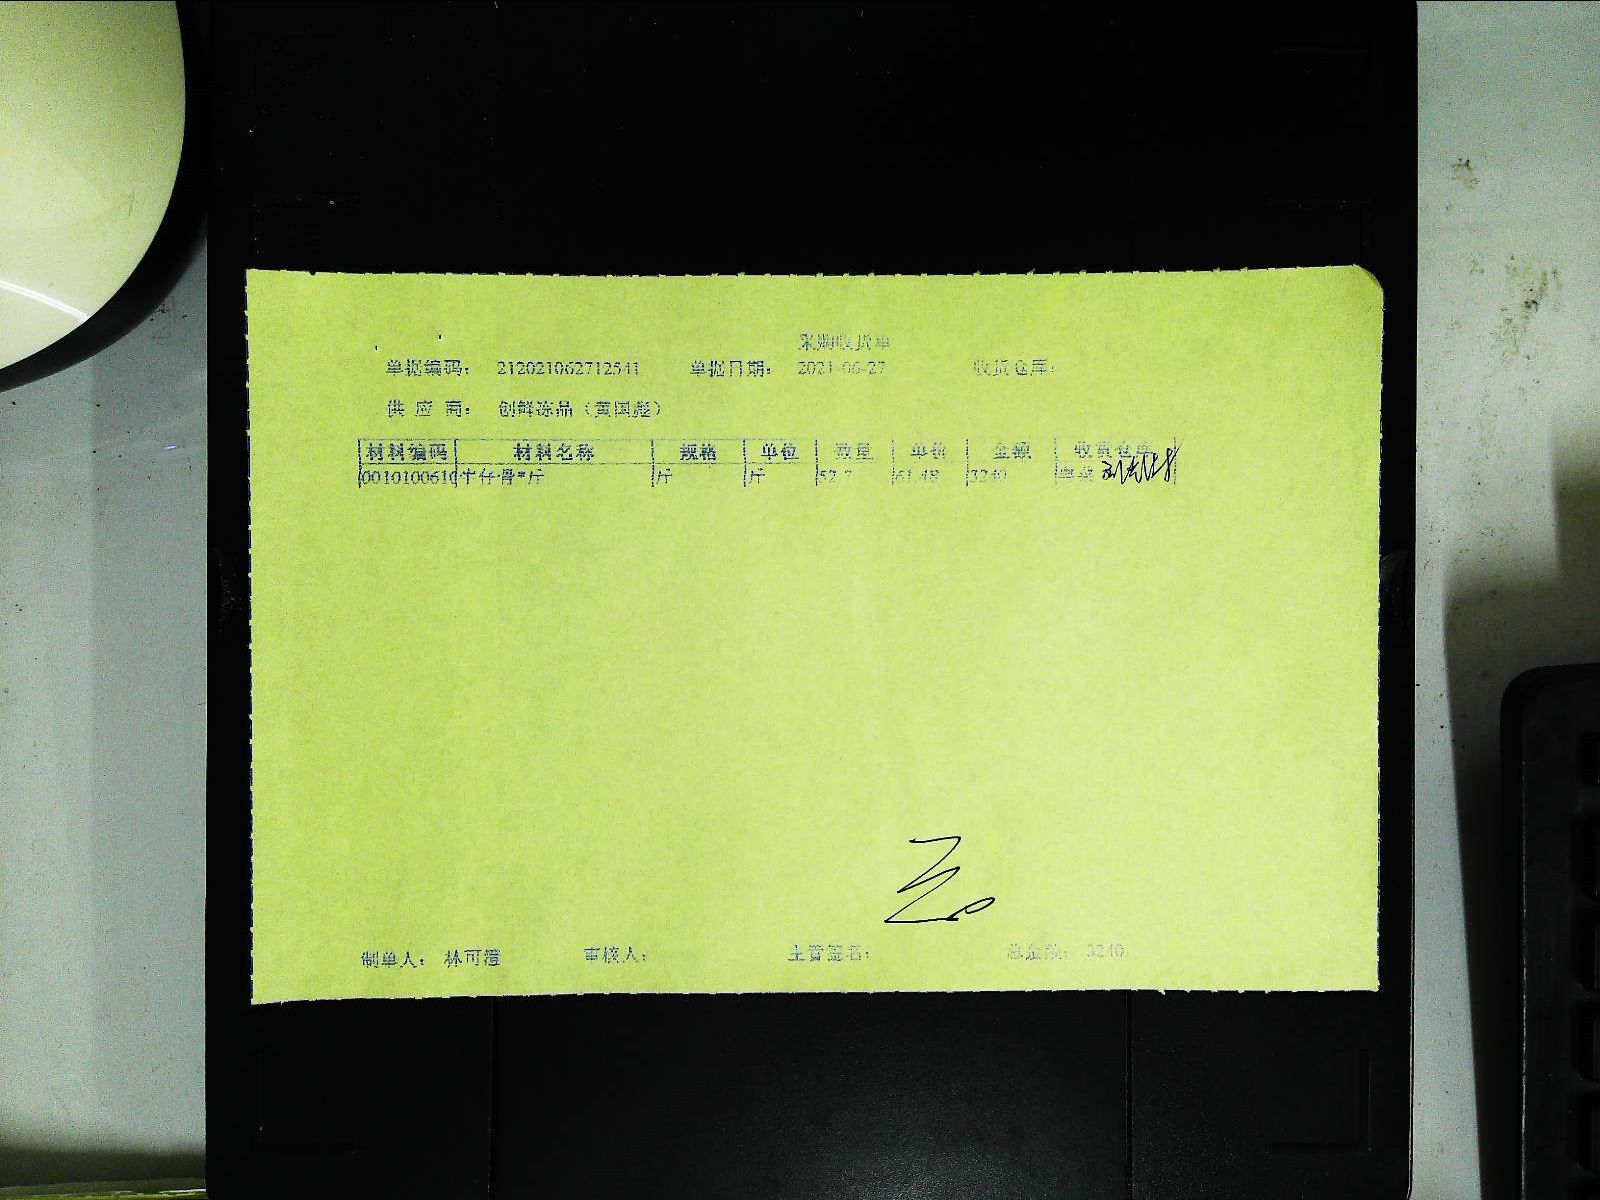 采购收货单
单据编码: 212021062712541 单据日期: 2021-06-27 收货仓库:
供 应 商: 创鲜冻品（黄国彪）
材料编码 材料名称 规格 单位 数量 单价 金额 收货仓库
0010100610 牛仔骨*斤 斤 斤 52.7 61.48 3240
制单人: 林可澄 审核人: 主管签名: 总金额: 3240